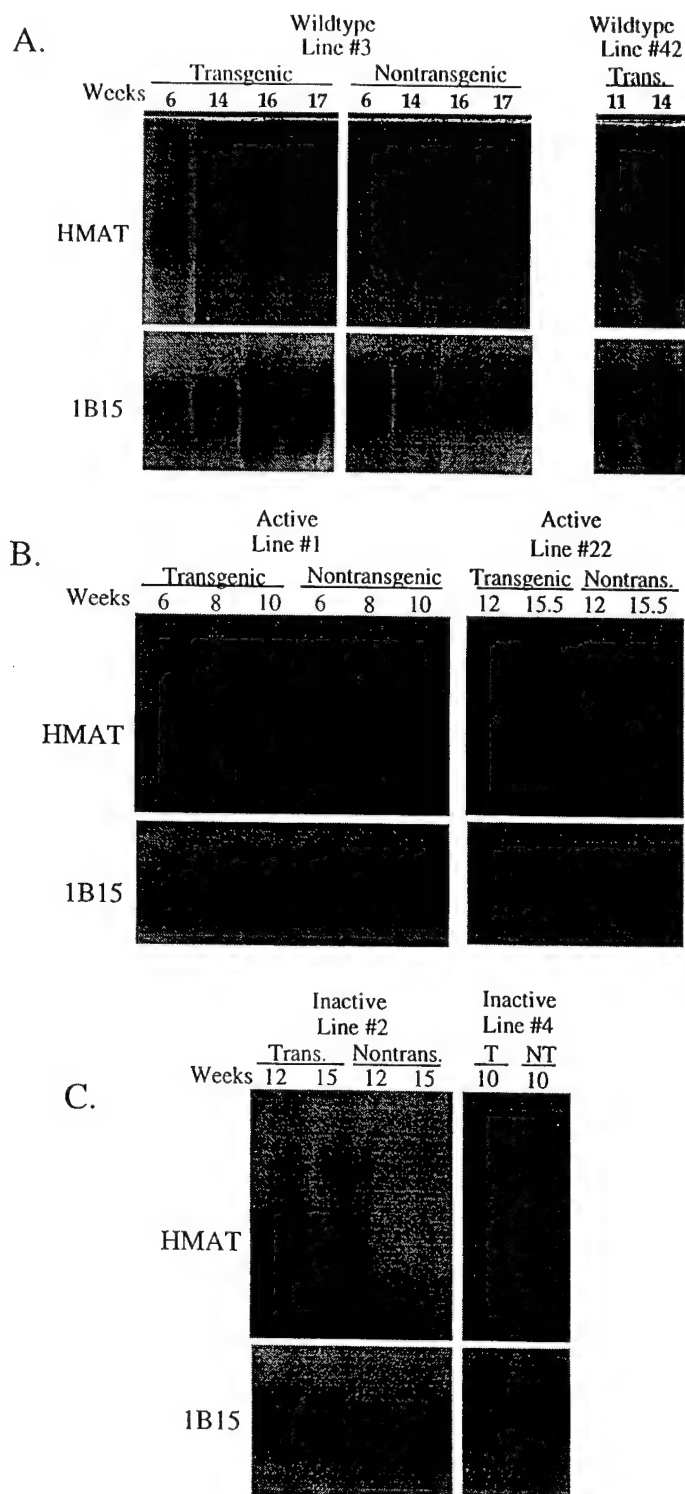 A.
Wildtype
Line #3
Wildtype
Line #42
Transgenic
Nontransgenic
Trans.
Weeks 6 14 16 17 6 14 16 17 11 14
HMAT
1B15
B.
Active
Line #1
Active
Line #22
Transgenic
Nontransgenic
Transgenic
Nontrans.
Weeks 6 8 10 6 8 10 12 15.5 12 15.5
HMAT
1B15
C.
Inactive
Line #2
Inactive
Line #4
Trans.
Nontrans.
T
NT
Weeks 12 15 12 15 10 10
HMAT
1B15